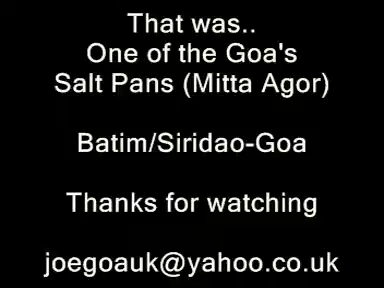 That was..
One of the Goa's
Salt Pans (Mitta Agor)
Batim/Siridao-Goa
Thanks for watching
joegoauk@yahoo.co.uk